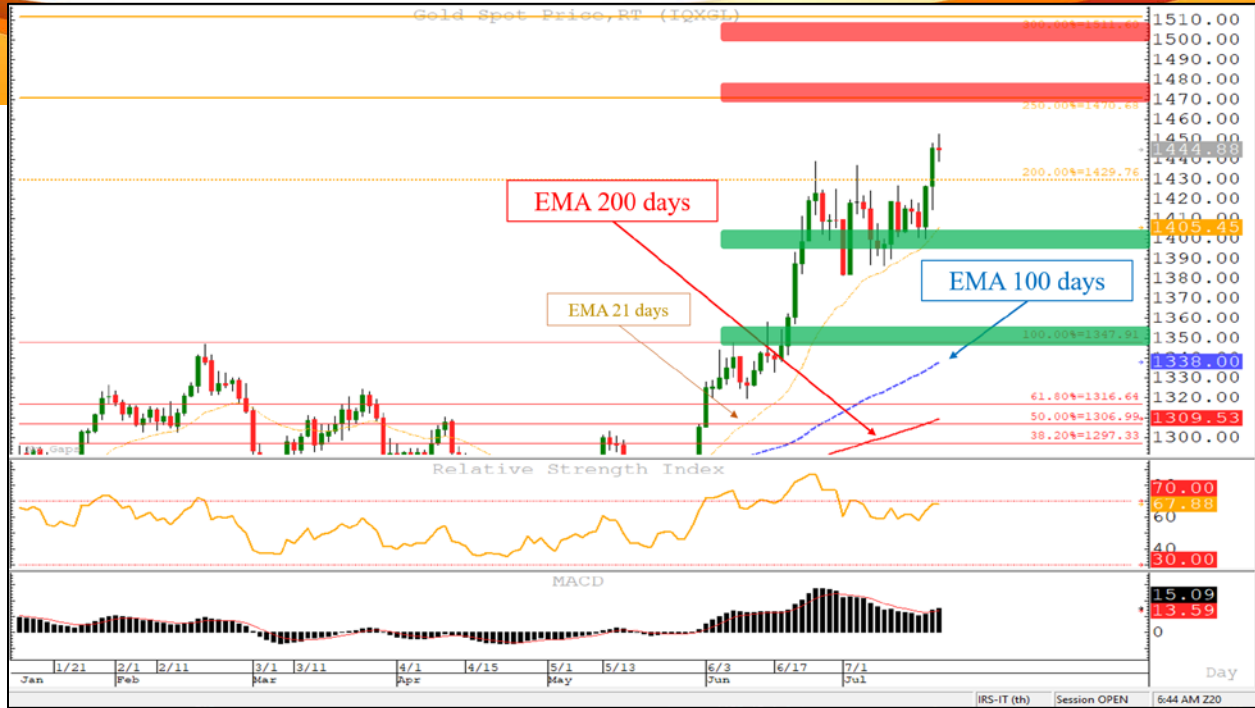 Gold Spot Price,RT (IQXGL)
1510.00
300.00%=1511.60
1500.00
1490.00
1480.00
1470.00
250.00%=1470.68
1460.00
1450.00
1444.88
1440.00
1430.00
200.00%=1429.76
1420.00
1410.00
1405.45
1400.00
1390.00
1380.00
1370.00
1360.00
1350.00
100.00%=1347.91
1338.00
1330.00
1320.00
61.80%=1316.64
50.00%=1306.99
1309.53
1300.00
38.20%=1297.33
EMA 200 days
EMA 21 days
EMA 100 days
Gaps
Relative Strength Index
70.00
67.88
60
40
30.00
MACD
15.09
13.59
0
1/21
2/1
2/11
3/1
3/11
4/1
4/15
5/1
5/13
6/3
6/17
7/1
Jan
Feb
Mar
Apr
May
Jun
Jul
Day
IRS-IT (th)
Session OPEN
6:44 AM Z20